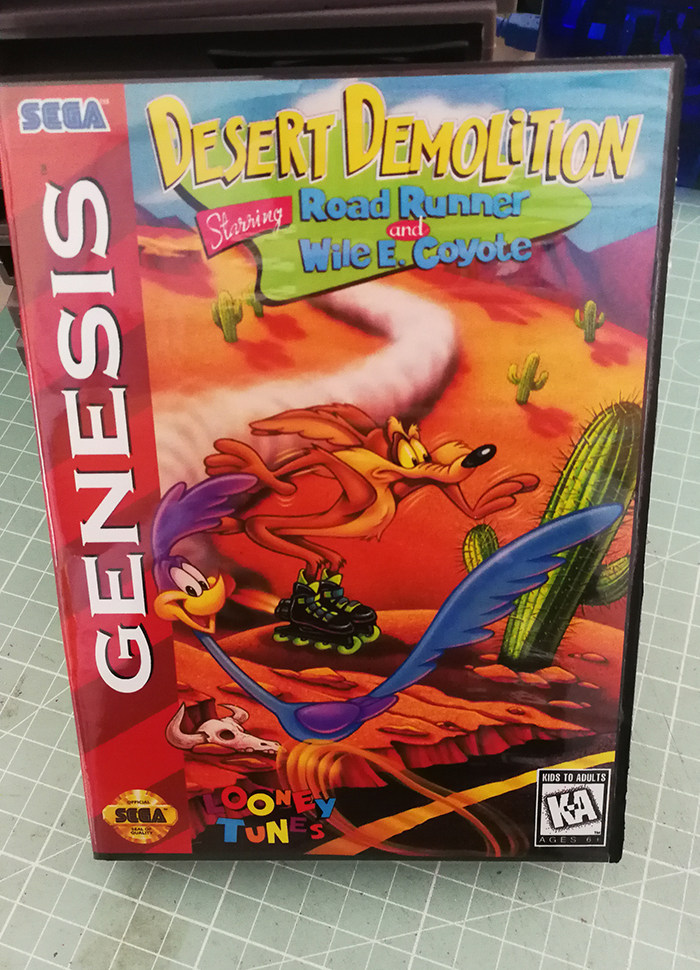 SEGA™
GENESIS
DESERT DEMOLiTION
Starring Road Runner
and
Wile E. Coyote
LOONEY
TUNES
OFFICIAL
SEGA
SEAL OF
QUALITY
KIDS TO ADULTS
K-A
AGES 6+